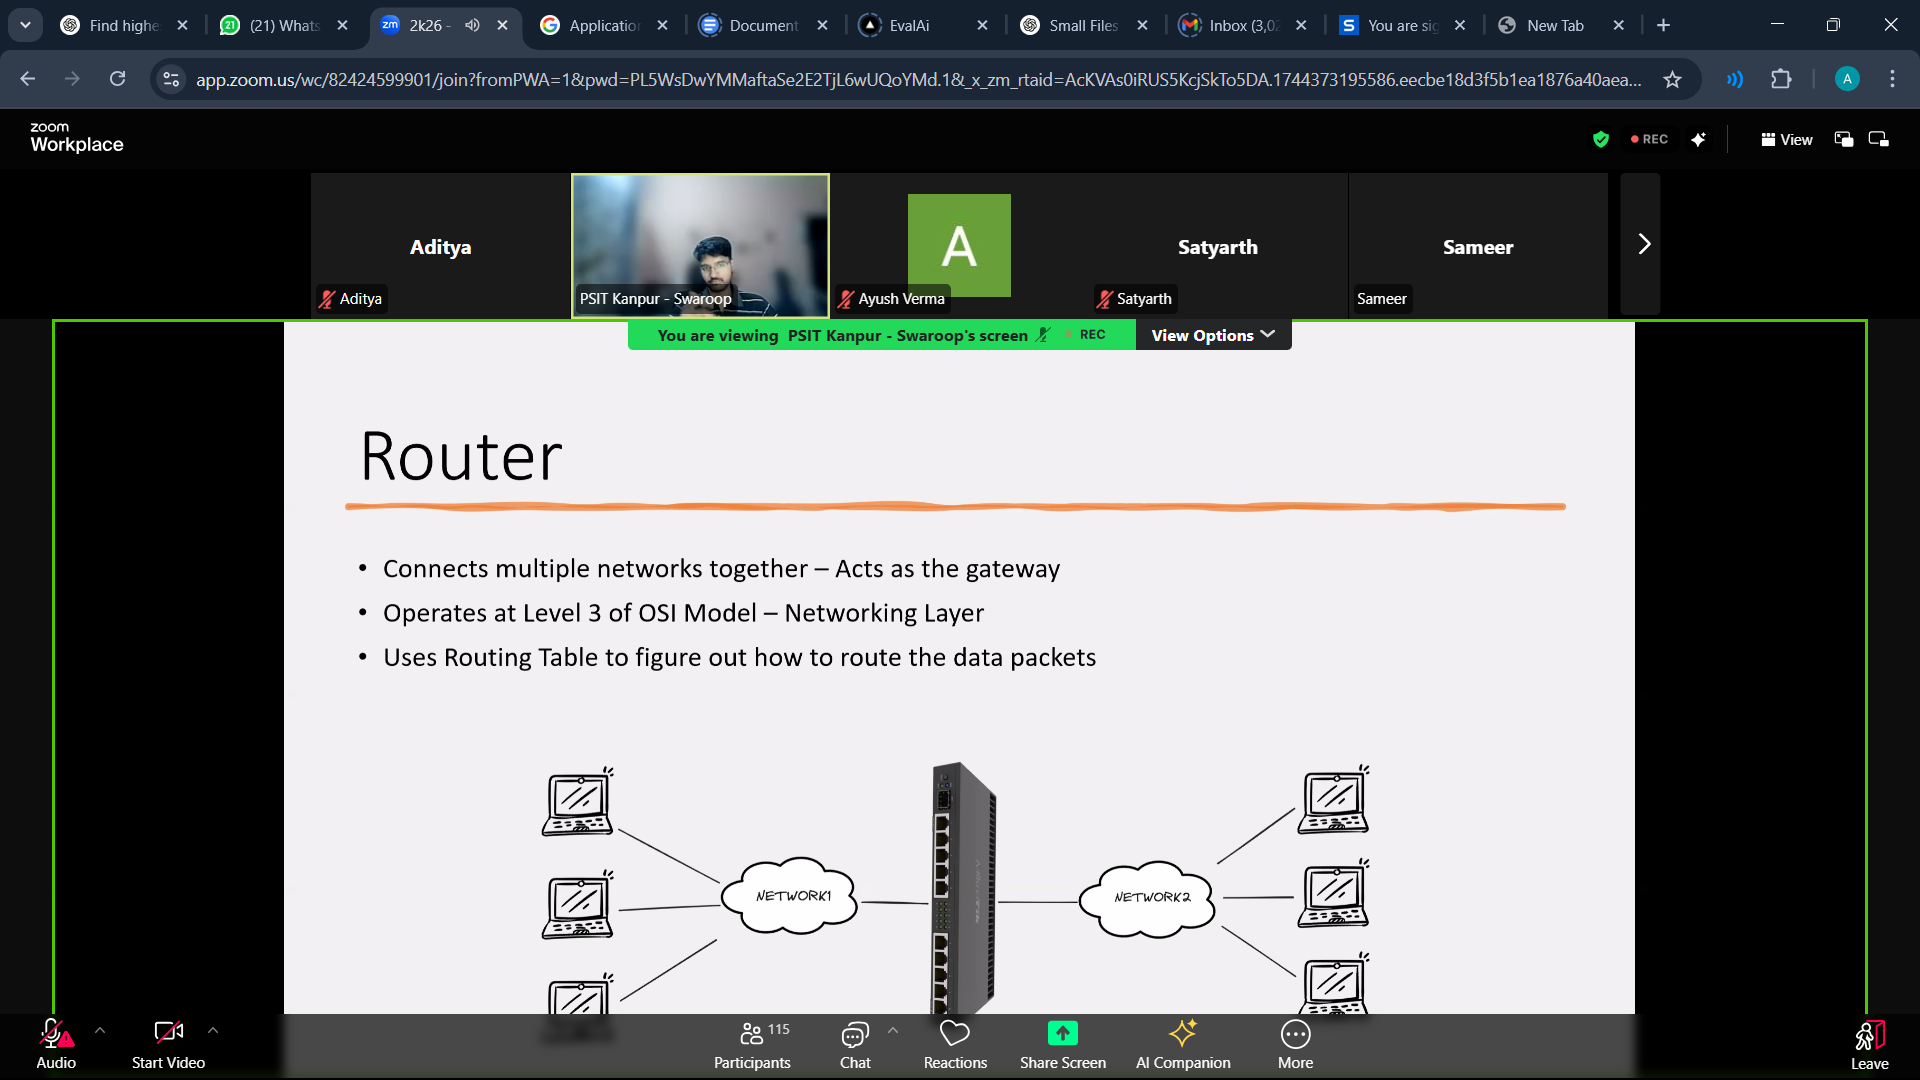 Find highe
(21) Whats
2k26 -
Applicatio
Document
EvalAi
Small Files
Inbox (3,02
You are sig
New Tab
app.zoom.us/wc/82424599901/join?fromPWA=1&pwd=PL5WsDwYMMaftaSe2E2TjL6wUQoYMd.1&_x_zm_rtaid=AcKVAs0iRUS5KcjSkTo5DA.1744373195586.eecbe18d3f5b1ea1876a40aea...
A
zoom
Workplace
REC
View
Aditya
A
Satyarth
Sameer
Aditya
PSIT Kanpur - Swaroop
Ayush Verma
Satyarth
Sameer
You are viewing PSIT Kanpur - Swaroop's screen REC View Options
Router
• Connects multiple networks together – Acts as the gateway
• Operates at Level 3 of OSI Model – Networking Layer
• Uses Routing Table to figure out how to route the data packets
NETWORK1
NETWORK2
Audio
Start Video
Participants 115
Chat
Reactions
Share Screen
AI Companion
More
Leave